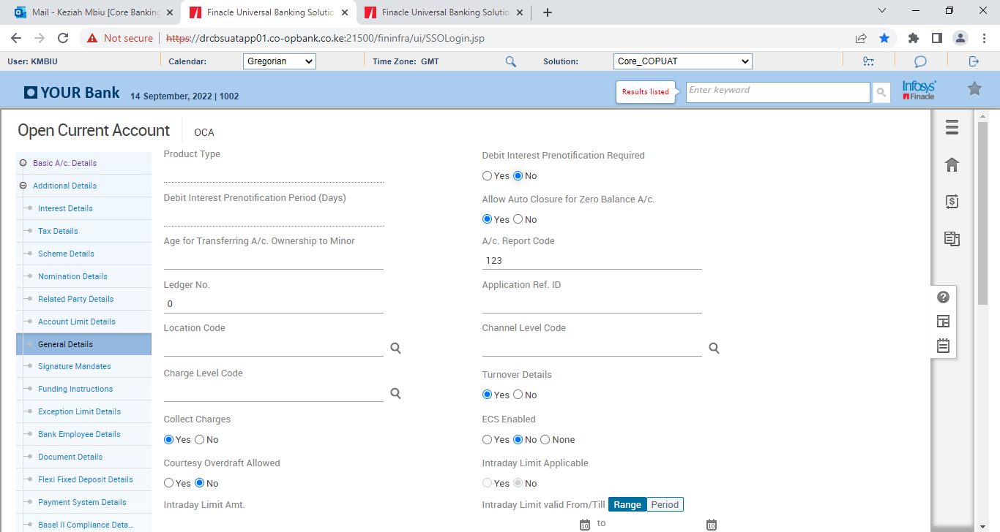 Mail - Keziah Mbiu [Core Banking
Finacle Universal Banking Solutio
Finacle Universal Banking Solutio
Not secure https://drcbsuatapp01.co-opbank.co.ke:21500/fininfra/ui/SSOLogin.jsp
User: KMBIU Calendar: Gregorian Time Zone: GMT Solution: Core_COPUAT
YOUR Bank 14 September, 2022 | 1002 Results listed Enter keyword Infosys Finacle
Open Current Account OCA
Basic A/c. Details
Additional Details
Interest Details
Tax Details
Scheme Details
Nomination Details
Related Party Details
Account Limit Details
General Details
Signature Mandates
Funding Instructions
Exception Limit Details
Bank Employee Details
Document Details
Flexi Fixed Deposit Details
Payment System Details
Basel II Compliance Deta...
Product Type
Debit Interest Prenotification Required
Yes No
Debit Interest Prenotification Period (Days)
Allow Auto Closure for Zero Balance A/c.
Yes No
Age for Transferring A/c. Ownership to Minor
A/c. Report Code
123
Ledger No.
0
Application Ref. ID
Location Code
Channel Level Code
Charge Level Code
Turnover Details
Yes No
Collect Charges
Yes No
ECS Enabled
Yes No None
Courtesy Overdraft Allowed
Yes No
Intraday Limit Applicable
Yes No
Intraday Limit Amt.
Intraday Limit valid From/Till Range Period
10 to 10